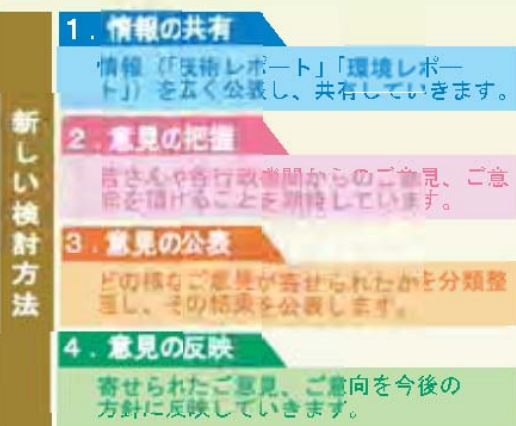 新しい検討方法
1．情報の共有
情報（「技術レポート」「環境レポー
ト」）を広く公表し、共有していきます。
2．意見の把握
皆さんや各行政機関からのご意見、ご意
向を頂けることを期待しています。
3．意見の公表
どの様なご意見が寄せられたかを分類整
理し、その結果を公表します。
4．意見の反映
寄せられたご意見、ご意向を今後の
方針に反映していきます。